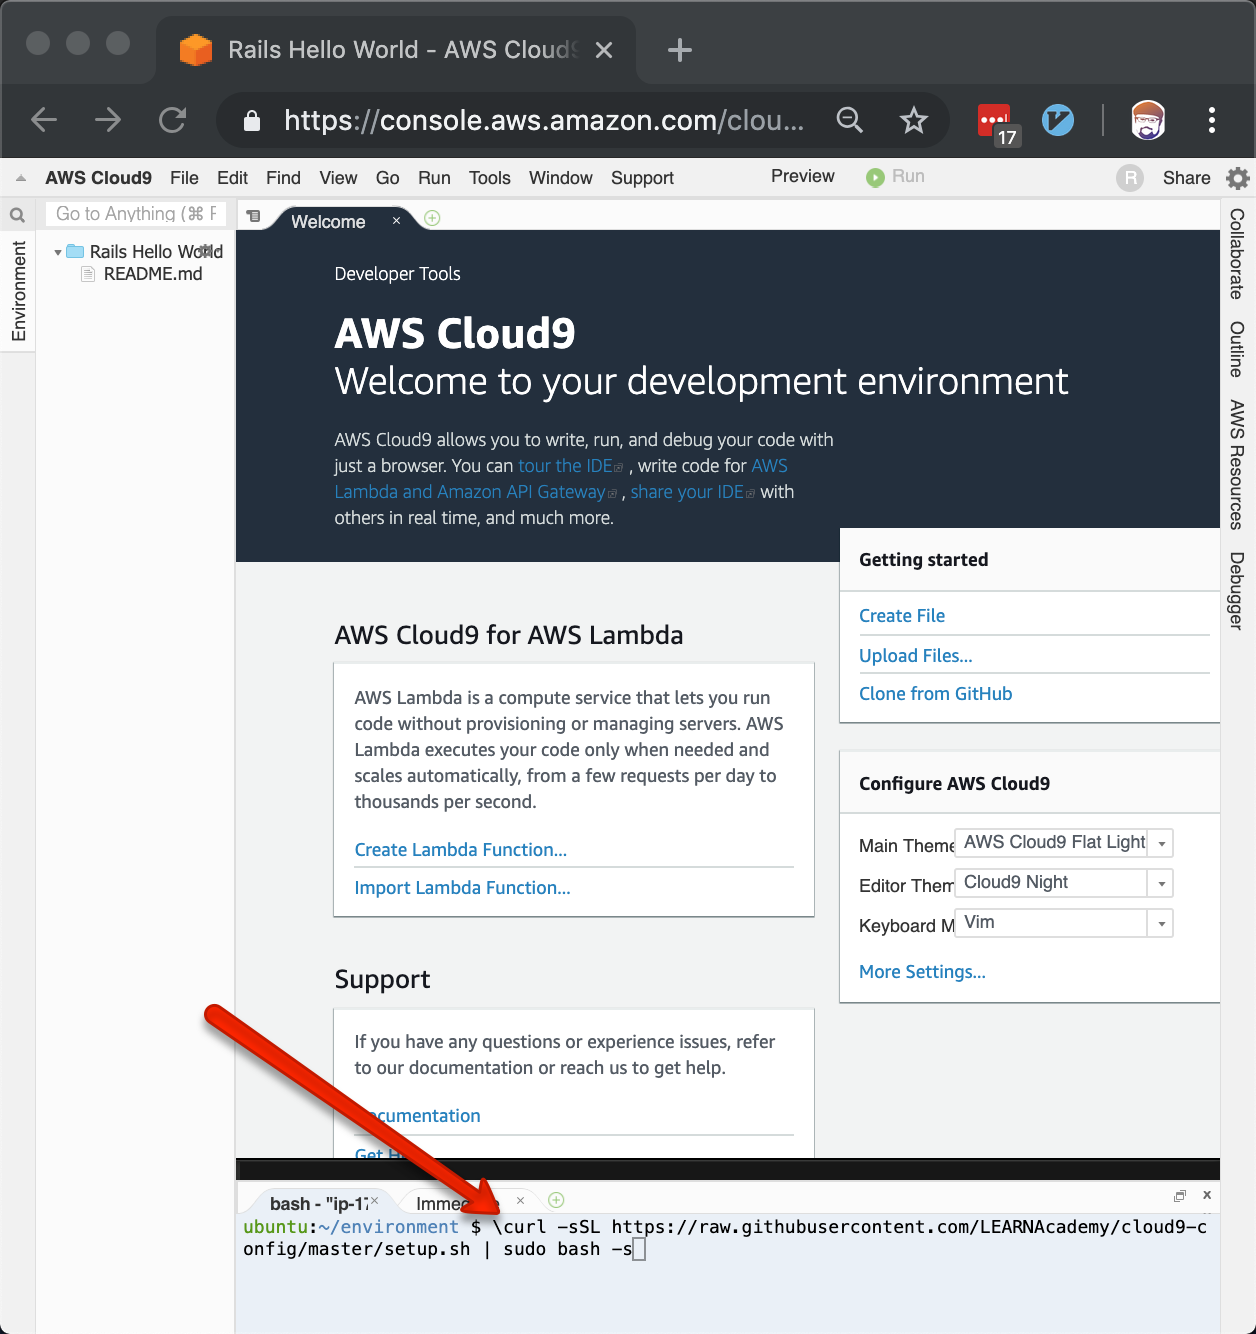 Rails Hello World - AWS Cloud9
https://console.aws.amazon.com/clou...
17
AWS Cloud9 File Edit Find View Go Run Tools Window Support Preview Run R Share
Go to Anything (⌘ P
Welcome
Environment
Rails Hello World
README.md
Collaborate
Outline
AWS Resources
Debugger
Developer Tools
AWS Cloud9
Welcome to your development environment
AWS Cloud9 allows you to write, run, and debug your code with
just a browser. You can tour the IDE , write code for AWS
Lambda and Amazon API Gateway , share your IDE with
others in real time, and much more.
Getting started
Create File
Upload Files...
Clone from GitHub
AWS Cloud9 for AWS Lambda
AWS Lambda is a compute service that lets you run
code without provisioning or managing servers. AWS
Lambda executes your code only when needed and
scales automatically, from a few requests per day to
thousands per second.
Create Lambda Function...
Import Lambda Function...
Configure AWS Cloud9
Main Theme AWS Cloud9 Flat Light
Editor Them Cloud9 Night
Keyboard M Vim
More Settings...
Support
If you have any questions or experience issues, refer
to our documentation or reach us to get help.
Documentation
Get H
bash - "ip-17
Immediate
ubuntu:~/environment $ \curl -sSL https://raw.githubusercontent.com/LEARNAcademy/cloud9-c
onfig/master/setup.sh | sudo bash -s